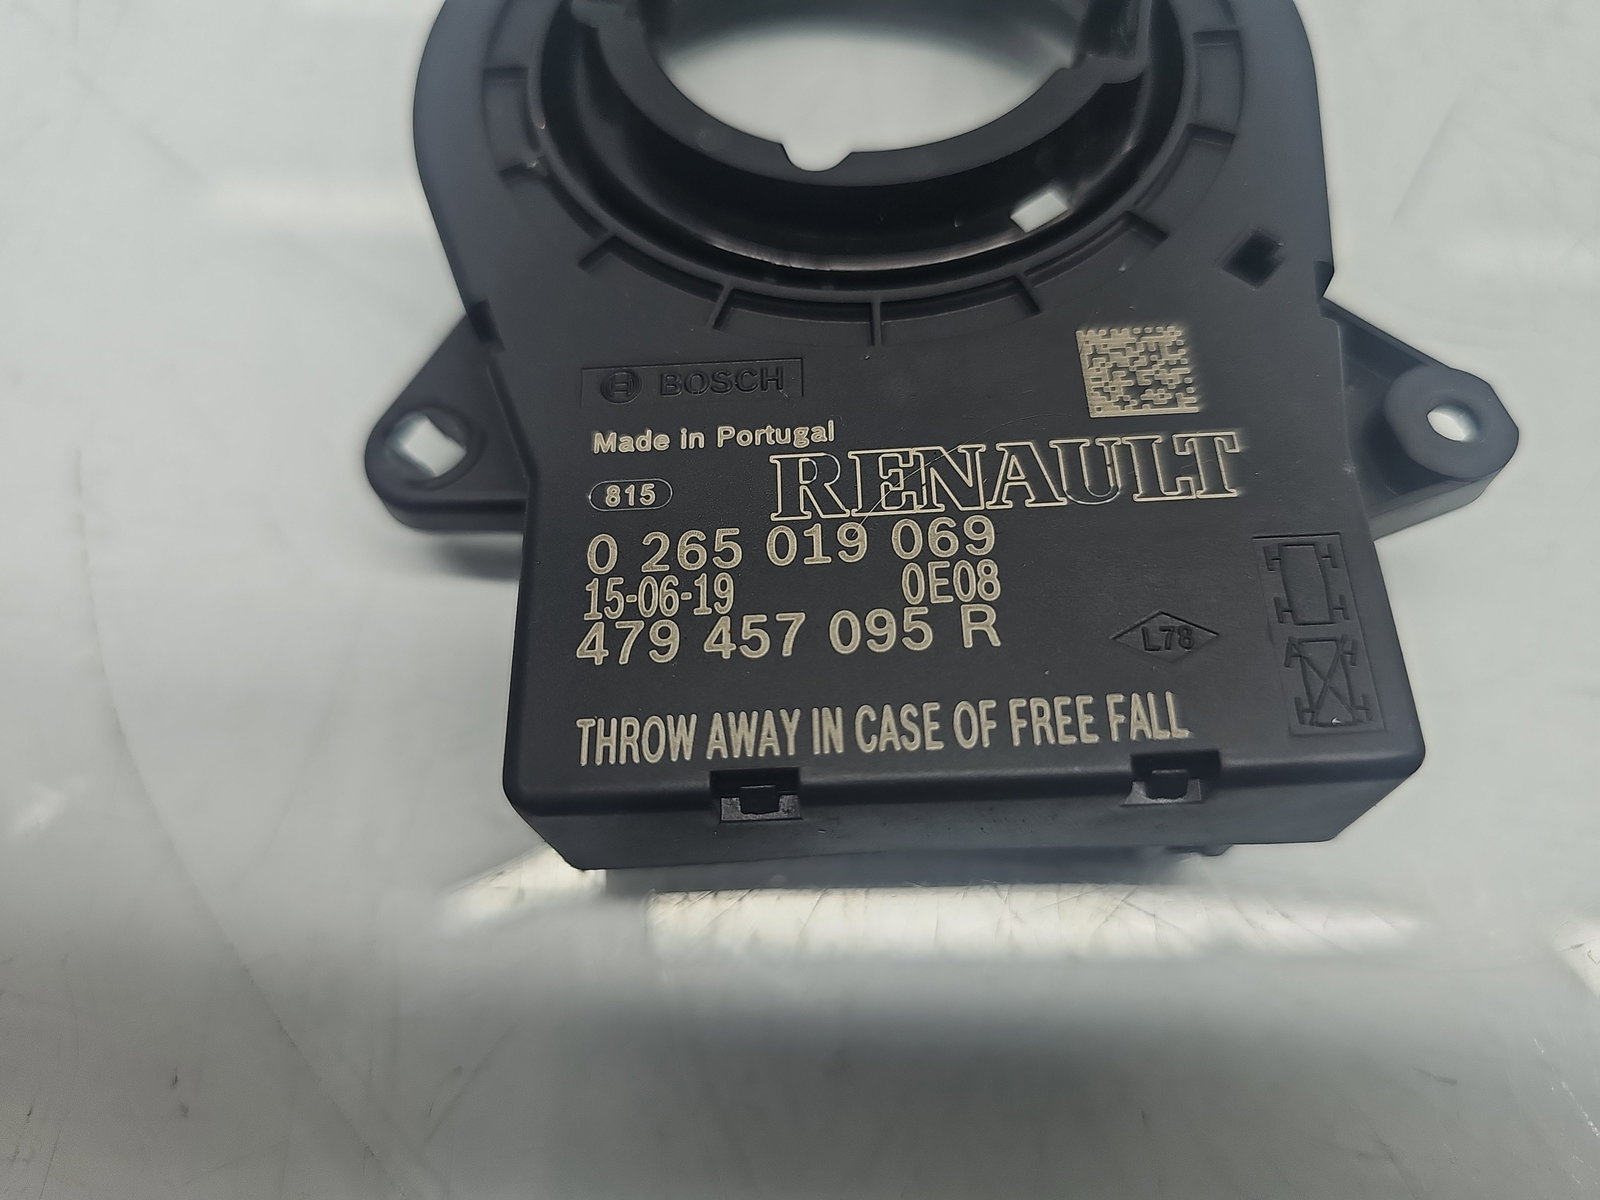 BOSCH
Made in Portugal
815
RENAULT
0 265 019 069
15-06-19 0E08
479 457 095 R
L78
THROW AWAY IN CASE OF FREE FALL